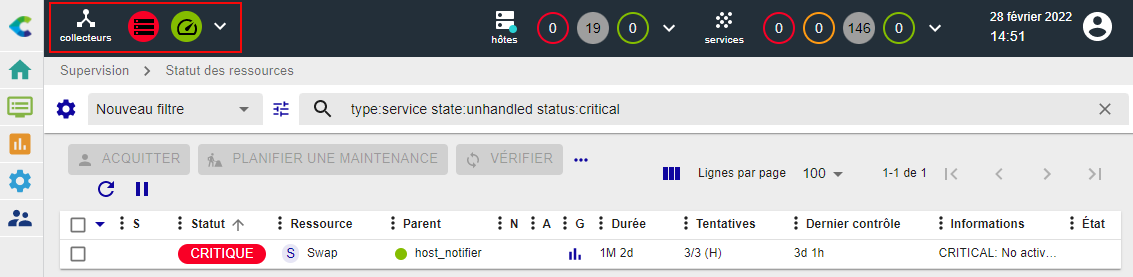 collecteurs
hôtes 0 19 0
services 0 0 146 0
28 février 2022
14:51
Supervision > Statut des ressources
Nouveau filtre
type:service state:unhandled status:critical
ACQUITTER PLANIFIER UNE MAINTENANCE VÉRIFIER ...
Lignes par page 100 1-1 de 1
S Statut Ressource Parent N A G Durée Tentatives Dernier contrôle Informations État
CRITIQUE S Swap host_notifier 1M 2d 3/3 (H) 3d 1h CRITICAL: No activ…